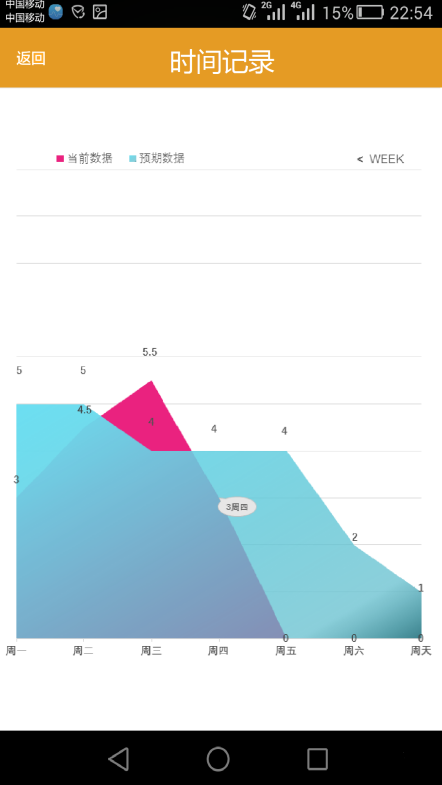 中国移动
中国移动
2G 4G 15% 22:54
返回 时间记录
当前数据 预期数据 < WEEK
5.5
5 5
4.5
4 4 4
3
3周四
2
1
0 0 0
周一 周二 周三 周四 周五 周六 周天